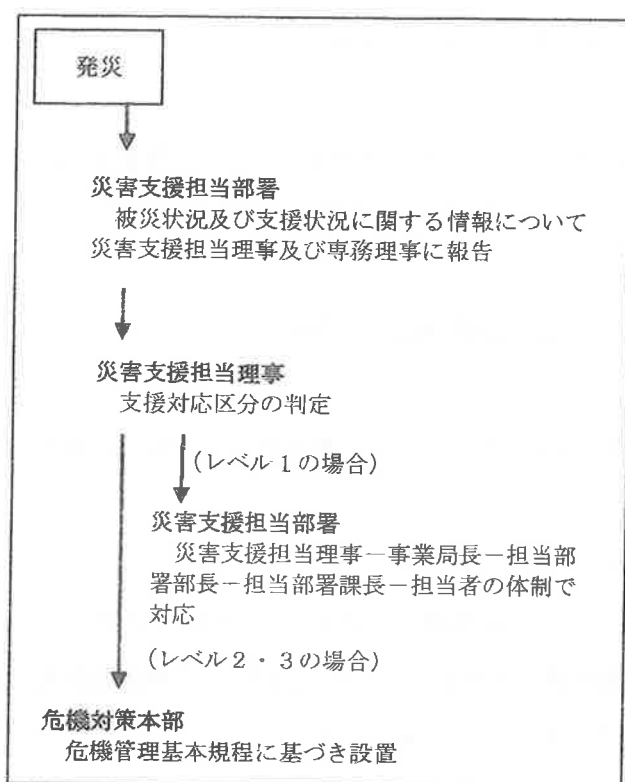 発災
災害支援担当部署
被災状況及び支援状況に関する情報について
災害支援担当理事及び専務理事に報告
災害支援担当理事
支援対応区分の判定
(レベル1の場合)
災害支援担当部署
災害支援担当理事－事業局長－担当部
署部長－担当部署課長－担当者の体制で
対応
(レベル2・3の場合)
危機対策本部
危機管理基本規程に基づき設置